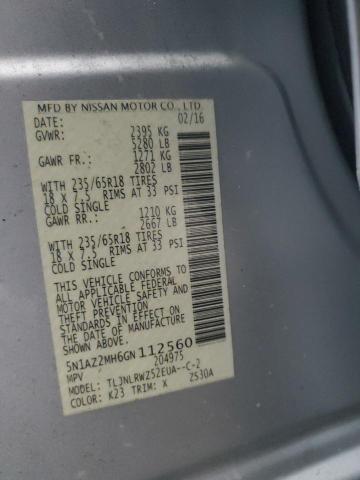 MFD BY NISSAN MOTOR CO., LTD.
DATE: 02/16
GVWR: 2395 KG
5280 LB
GAWR FR.: 1271 KG
2802 LB
WITH 235/65R18 TIRES
18 X 7.5 RIMS AT 33 PSI
COLD SINGLE
GAWR RR.: 1210 KG
2667 LB
WITH 235/65R18 TIRES
18 X 7.5 RIMS AT 33 PSI
COLD SINGLE
THIS VEHICLE CONFORMS TO
ALL APPLICABLE FEDERAL
MOTOR VEHICLE SAFETY AND
THEFT PREVENTION
STANDARDS IN EFFECT ON
THE DATE OF MANUFACTURE
SHOWN ABOVE.
5N1AZ2MH6GN112560
MPV 204975
MODEL: TLJNLRWZ52EUA--C-2
COLOR: K23 TRIM: X Z530A